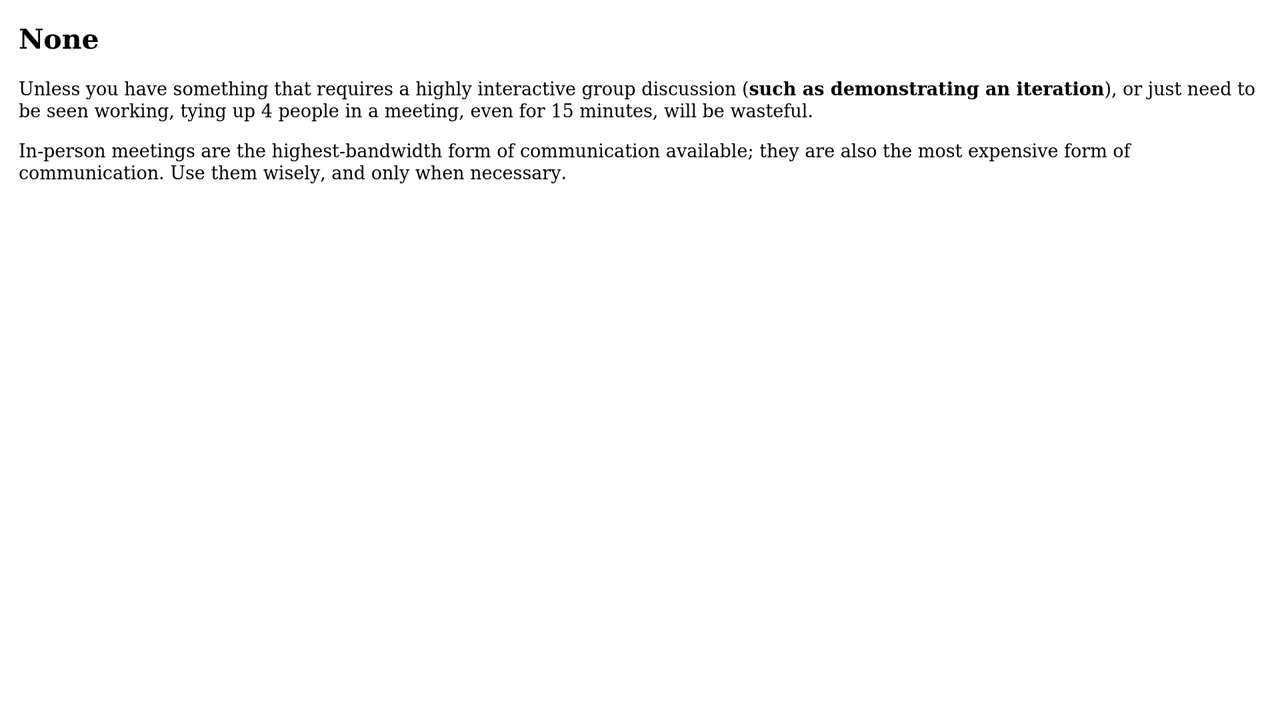 None
Unless you have something that requires a highly interactive group discussion (such as demonstrating an iteration), or just need to
be seen working, tying up 4 people in a meeting, even for 15 minutes, will be wasteful.
In-person meetings are the highest-bandwidth form of communication available; they are also the most expensive form of
communication. Use them wisely, and only when necessary.